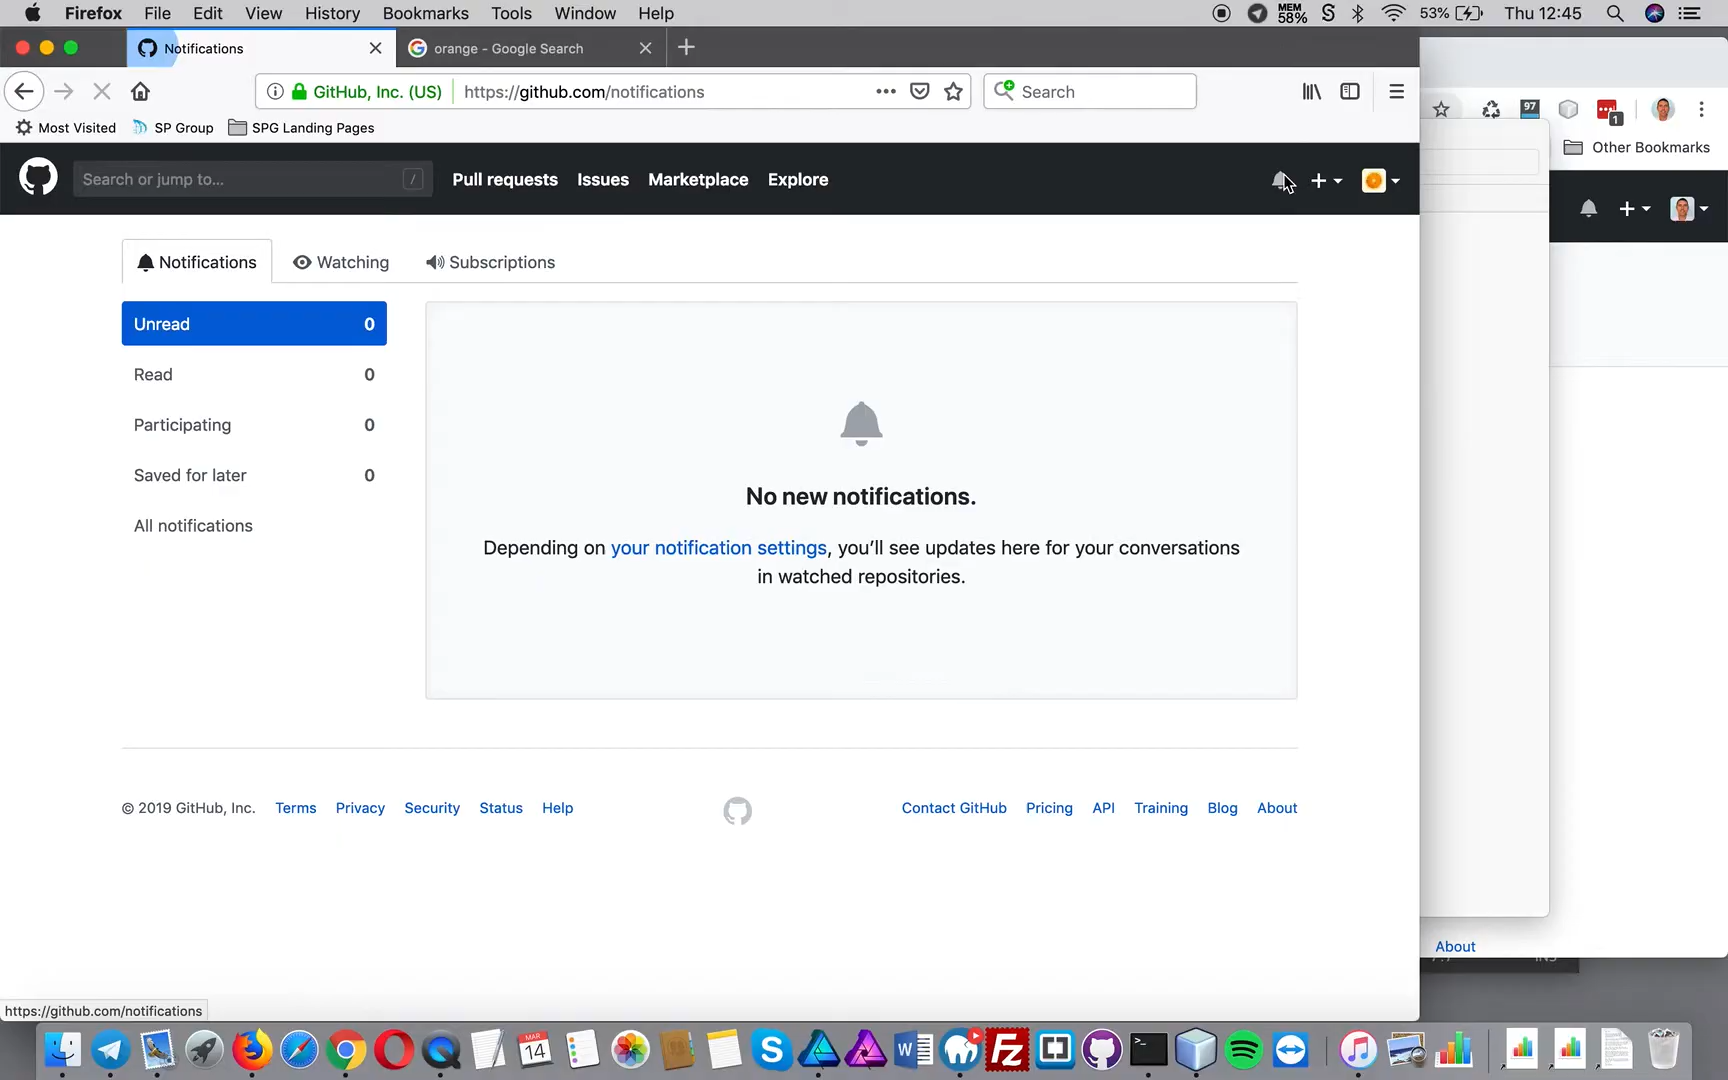 Firefox File Edit View History Bookmarks Tools Window Help MEM 58% 53% Thu 12:45
Notifications orange - Google Search
GitHub, Inc. (US) https://github.com/notifications Search
97 1
Most Visited SP Group SPG Landing Pages
Other Bookmarks
Search or jump to... / Pull requests Issues Marketplace Explore
Notifications Watching Subscriptions
Unread 0
Read 0
Participating 0
Saved for later 0
All notifications
No new notifications.
Depending on your notification settings, you’ll see updates here for your conversations
in watched repositories.
© 2019 GitHub, Inc. Terms Privacy Security Status Help
Contact GitHub Pricing API Training Blog About
About
https://github.com/notifications
MAR
14